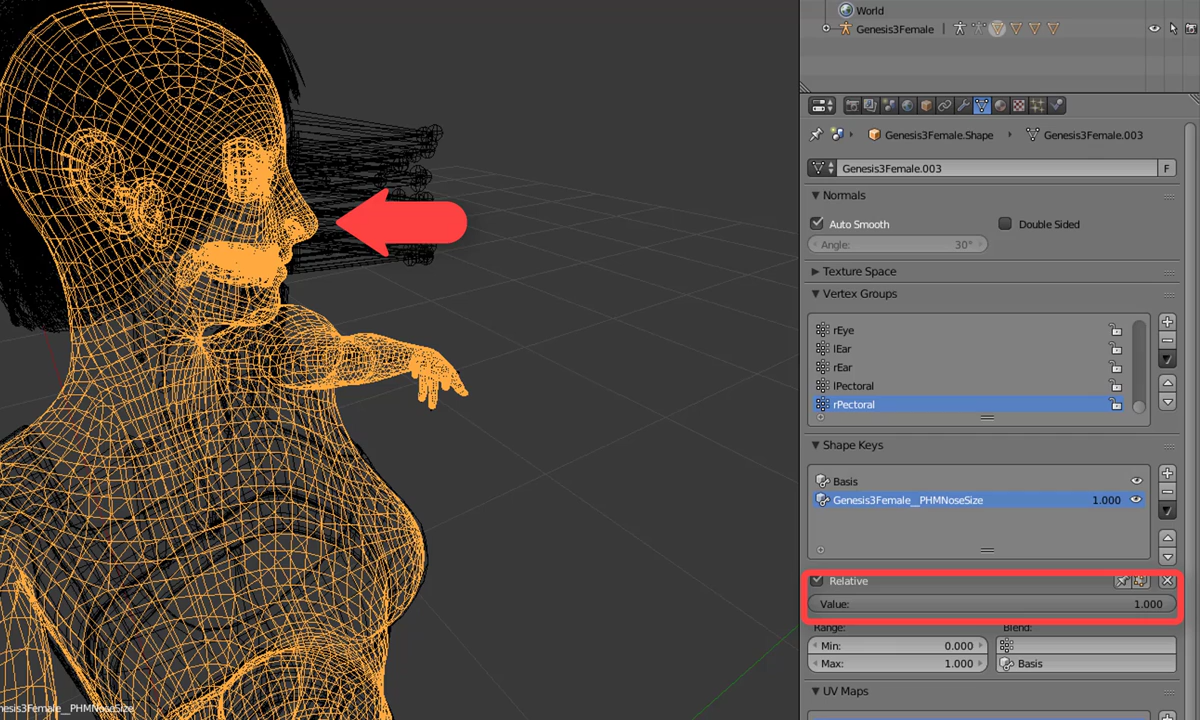 World
Genesis3Female
Genesis3Female.Shape Genesis3Female.003
Genesis3Female.003 F
Normals
Auto Smooth Double Sided
Angle: 30°
Texture Space
Vertex Groups
rEye
lEar
rEar
lPectoral
rPectoral
Shape Keys
Basis
Genesis3Female__PHMNoseSize 1.000
Relative
Value: 1.000
Range: Blend:
Min: 0.000
Max: 1.000 Basis
UV Maps
enesis3Female__PHMNoseSize